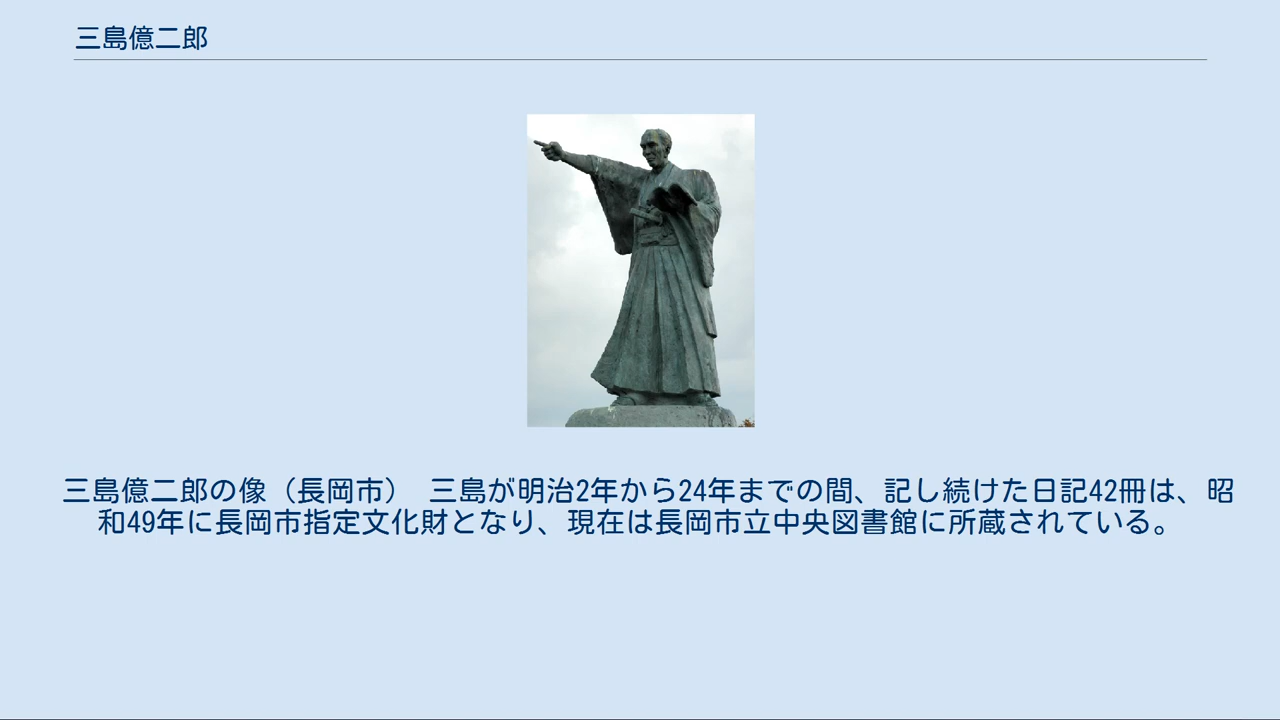 三島億二郎
三島億二郎の像（長岡市） 三島が明治2年から24年までの間、記し続けた日記42冊は、昭
和49年に長岡市指定文化財となり、現在は長岡市立中央図書館に所蔵されている。